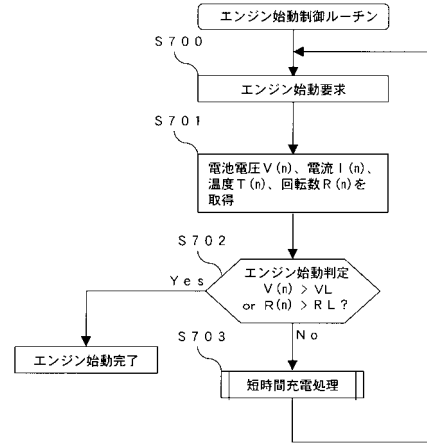 エンジン始動制御ルーチン
S700
エンジン始動要求
S701
電池電圧V(n)、電流I(n)、
温度T(n)、回転数R(n)を
取得
S702
エンジン始動判定
V(n) > VL
or R(n) > RL?
Yes
No
エンジン始動完了
S703
短時間充電処理